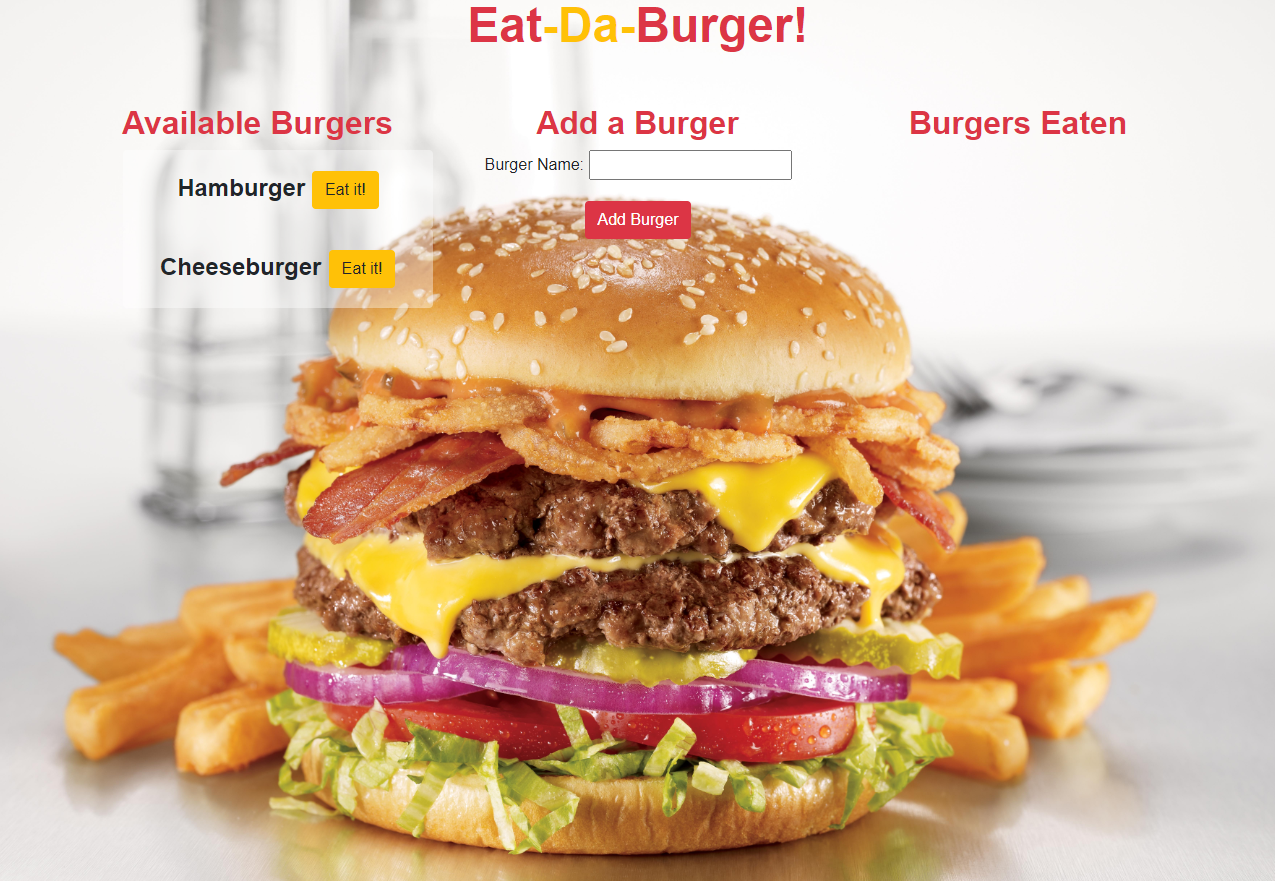 Eat-Da-Burger!
Available Burgers
Hamburger Eat it!
Cheeseburger Eat it!
Add a Burger
Burger Name:
Add Burger
Burgers Eaten